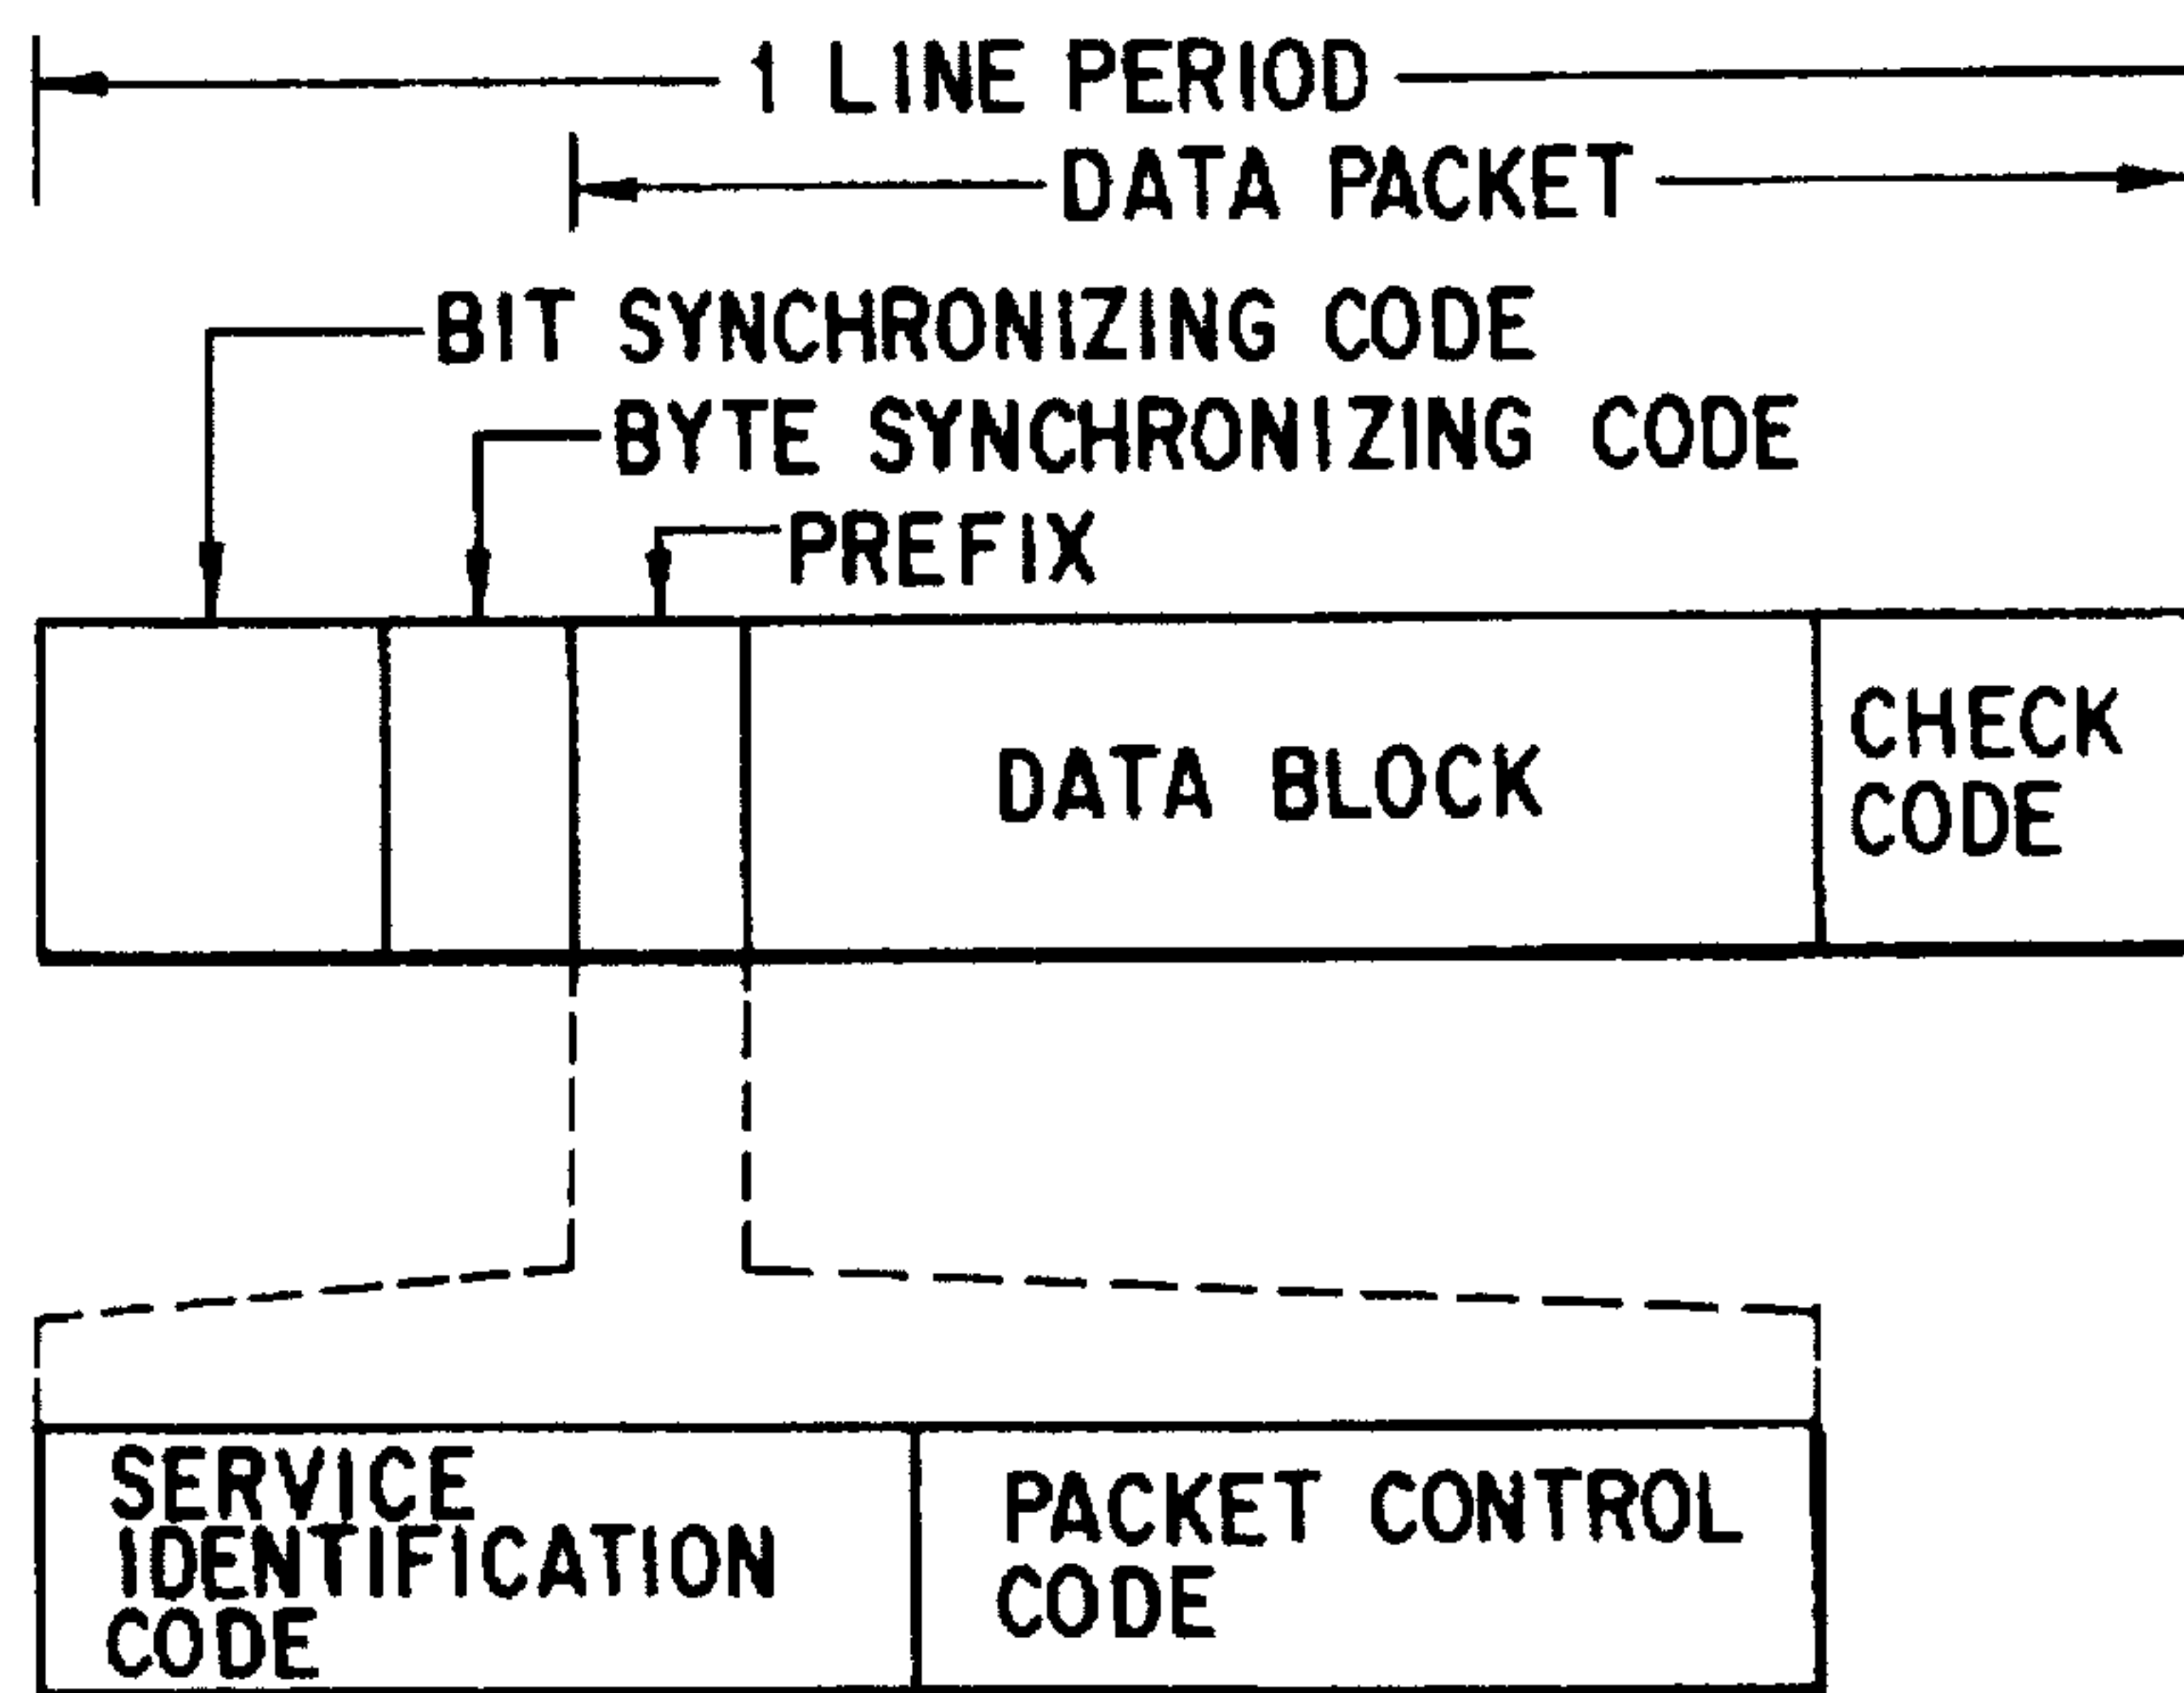 1 LINE PERIOD
DATA PACKET
BIT SYNCHRONIZING CODE
BYTE SYNCHRONIZING CODE
PREFIX
DATA BLOCK
CHECK
CODE
SERVICE
IDENTIFICATION
CODE
PACKET CONTROL
CODE